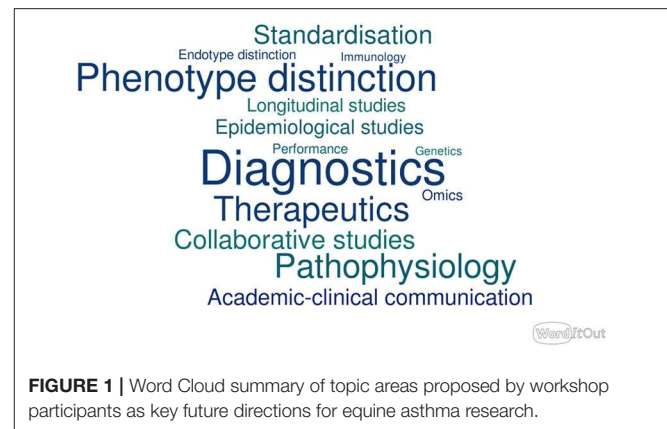 Standardisation
Endotype distinction Immunology
Phenotype distinction
Longitudinal studies
Epidemiological studies
Performance Genetics
Diagnostics
Omics
Therapeutics
Collaborative studies
Pathophysiology
Academic-clinical communication
WordItOut
FIGURE 1 | Word Cloud summary of topic areas proposed by workshop
participants as key future directions for equine asthma research.